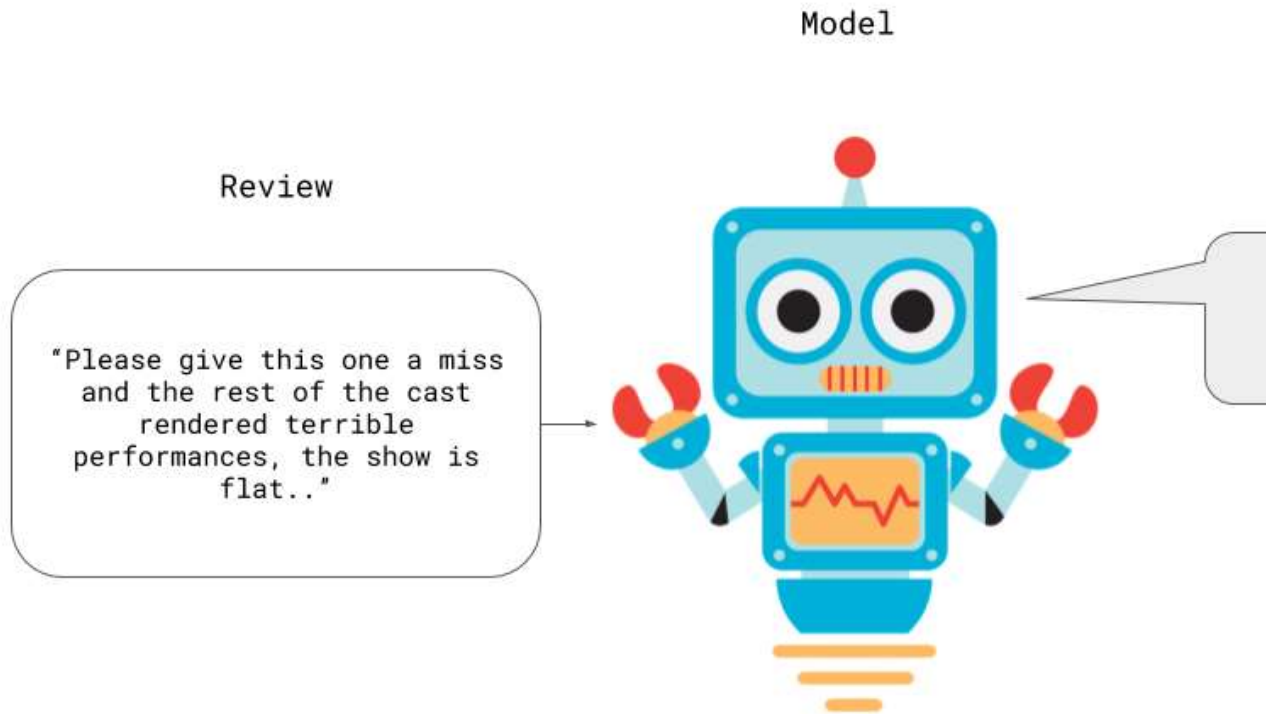 Model
Review
“Please give this one a miss
and the rest of the cast
rendered terrible
performances, the show is
flat..”